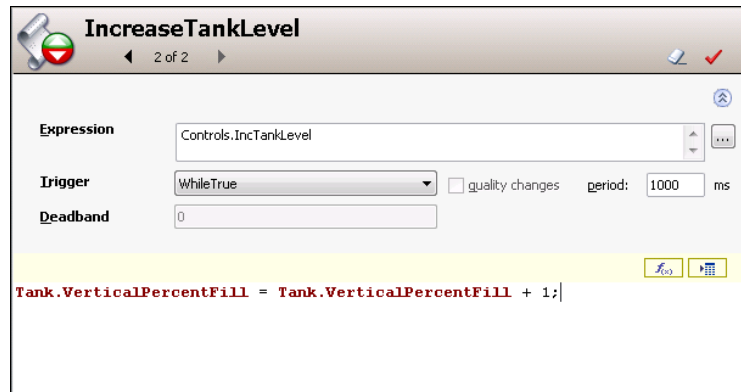 IncreaseTankLevel
2 of 2
Expression
Controls.IncTankLevel
...
Trigger
WhileTrue
quality changes
period:
1000
ms
Deadband
0
f(x)
Tank.VerticalPercentFill = Tank.VerticalPercentFill + 1;